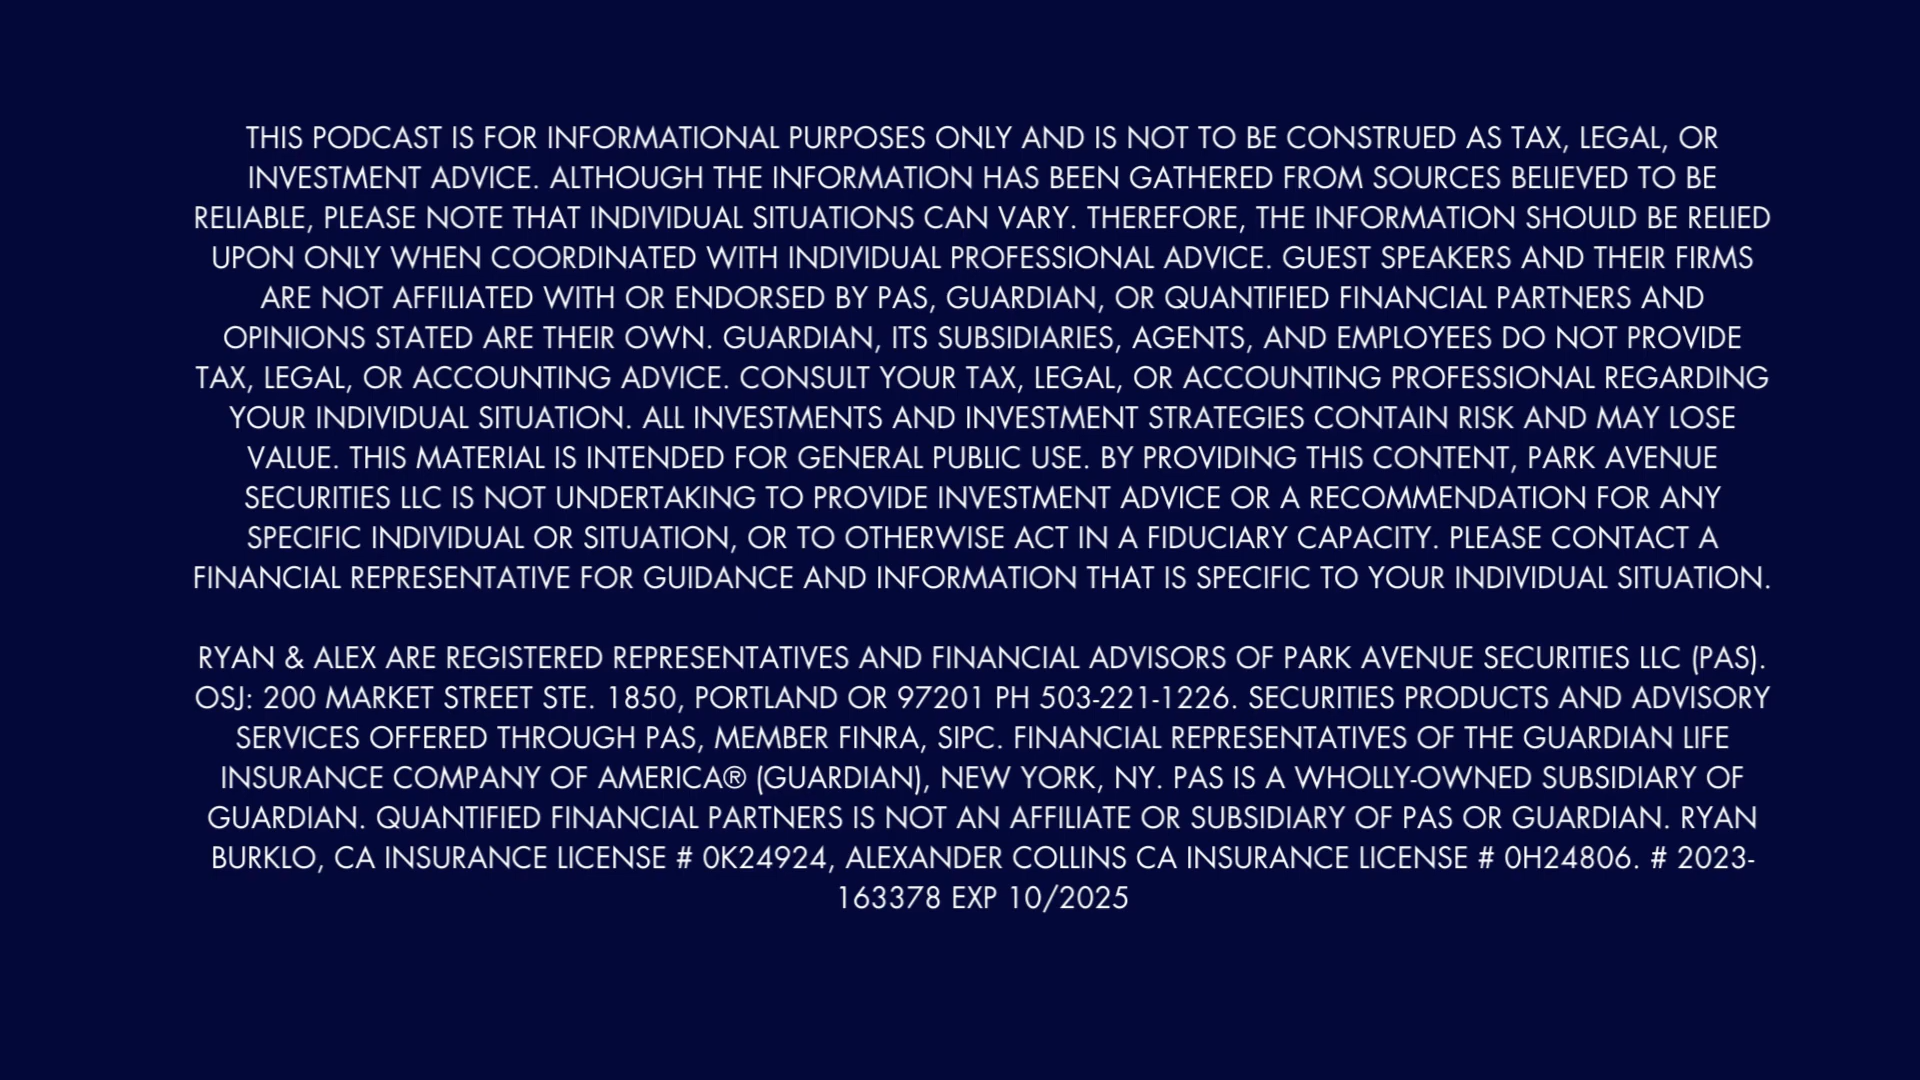 THIS PODCAST IS FOR INFORMATIONAL PURPOSES ONLY AND IS NOT TO BE CONSTRUED AS TAX, LEGAL, OR
INVESTMENT ADVICE. ALTHOUGH THE INFORMATION HAS BEEN GATHERED FROM SOURCES BELIEVED TO BE
RELIABLE, PLEASE NOTE THAT INDIVIDUAL SITUATIONS CAN VARY. THEREFORE, THE INFORMATION SHOULD BE RELIED
UPON ONLY WHEN COORDINATED WITH INDIVIDUAL PROFESSIONAL ADVICE. GUEST SPEAKERS AND THEIR FIRMS
ARE NOT AFFILIATED WITH OR ENDORSED BY PAS, GUARDIAN, OR QUANTIFIED FINANCIAL PARTNERS AND
OPINIONS STATED ARE THEIR OWN. GUARDIAN, ITS SUBSIDIARIES, AGENTS, AND EMPLOYEES DO NOT PROVIDE
TAX, LEGAL, OR ACCOUNTING ADVICE. CONSULT YOUR TAX, LEGAL, OR ACCOUNTING PROFESSIONAL REGARDING
YOUR INDIVIDUAL SITUATION. ALL INVESTMENTS AND INVESTMENT STRATEGIES CONTAIN RISK AND MAY LOSE
VALUE. THIS MATERIAL IS INTENDED FOR GENERAL PUBLIC USE. BY PROVIDING THIS CONTENT, PARK AVENUE
SECURITIES LLC IS NOT UNDERTAKING TO PROVIDE INVESTMENT ADVICE OR A RECOMMENDATION FOR ANY
SPECIFIC INDIVIDUAL OR SITUATION, OR TO OTHERWISE ACT IN A FIDUCIARY CAPACITY. PLEASE CONTACT A
FINANCIAL REPRESENTATIVE FOR GUIDANCE AND INFORMATION THAT IS SPECIFIC TO YOUR INDIVIDUAL SITUATION.
RYAN & ALEX ARE REGISTERED REPRESENTATIVES AND FINANCIAL ADVISORS OF PARK AVENUE SECURITIES LLC (PAS).
OSJ: 200 MARKET STREET STE. 1850, PORTLAND OR 97201 PH 503-221-1226. SECURITIES PRODUCTS AND ADVISORY
SERVICES OFFERED THROUGH PAS, MEMBER FINRA, SIPC. FINANCIAL REPRESENTATIVES OF THE GUARDIAN LIFE
INSURANCE COMPANY OF AMERICA® (GUARDIAN), NEW YORK, NY. PAS IS A WHOLLY-OWNED SUBSIDIARY OF
GUARDIAN. QUANTIFIED FINANCIAL PARTNERS IS NOT AN AFFILIATE OR SUBSIDIARY OF PAS OR GUARDIAN. RYAN
BURKLO, CA INSURANCE LICENSE # 0K24924, ALEXANDER COLLINS CA INSURANCE LICENSE # 0H24806. # 2023-
163378 EXP 10/2025